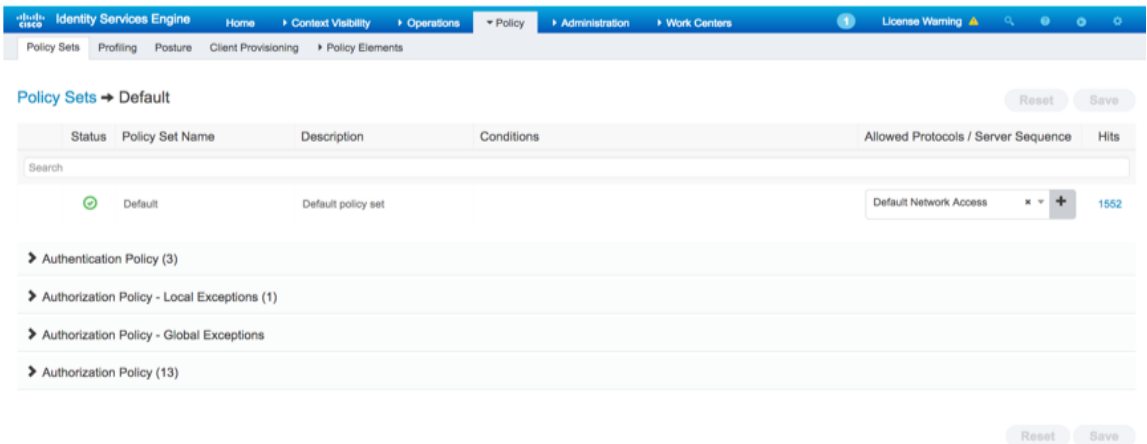 cisco Identity Services Engine Home Context Visibility Operations Policy Administration Work Centers 1 License Warning
Policy Sets Profiling Posture Client Provisioning Policy Elements
Policy Sets → Default Reset Save
Status Policy Set Name Description Conditions Allowed Protocols / Server Sequence Hits
Search
Default Default policy set Default Network Access × + 1552
Authentication Policy (3)
Authorization Policy - Local Exceptions (1)
Authorization Policy - Global Exceptions
Authorization Policy (13)
Reset Save